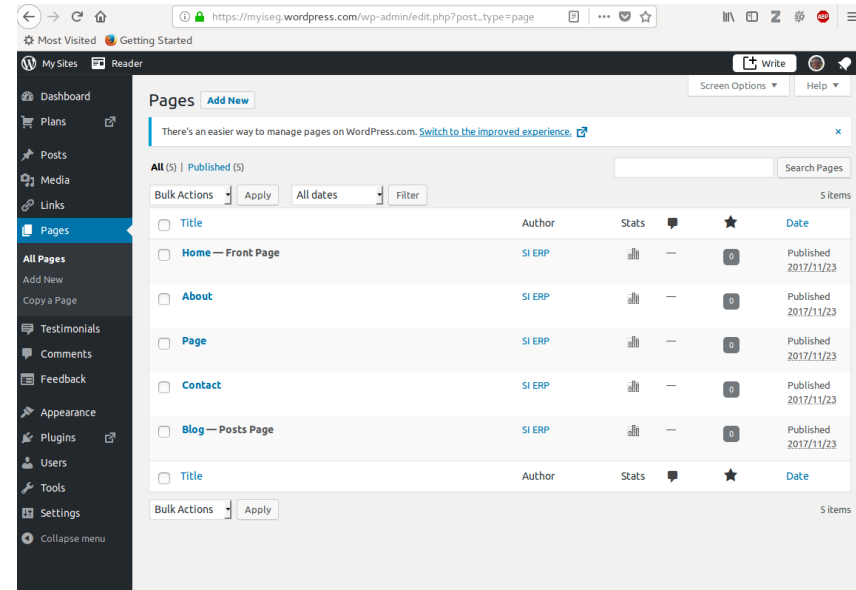 https://myiseg.wordpress.com/wp-admin/edit.php?post_type=page
Most Visited Getting Started
My Sites Reader Write
Screen Options Help
Dashboard
Plans
Posts
Media
Links
Pages
All Pages
Add New
Copy a Page
Testimonials
Comments
Feedback
Appearance
Plugins
Users
Tools
Settings
Collapse menu
Pages Add New
There's an easier way to manage pages on WordPress.com. Switch to the improved experience. ×
All (5) | Published (5) Search Pages
Bulk Actions Apply All dates Filter 5 items
Title Author Stats Date
Home — Front Page SI ERP — 0 Published
2017/11/23
About SI ERP — 0 Published
2017/11/23
Page SI ERP — 0 Published
2017/11/23
Contact SI ERP — 0 Published
2017/11/23
Blog — Posts Page SI ERP — 0 Published
2017/11/23
Title Author Stats Date
Bulk Actions Apply 5 items